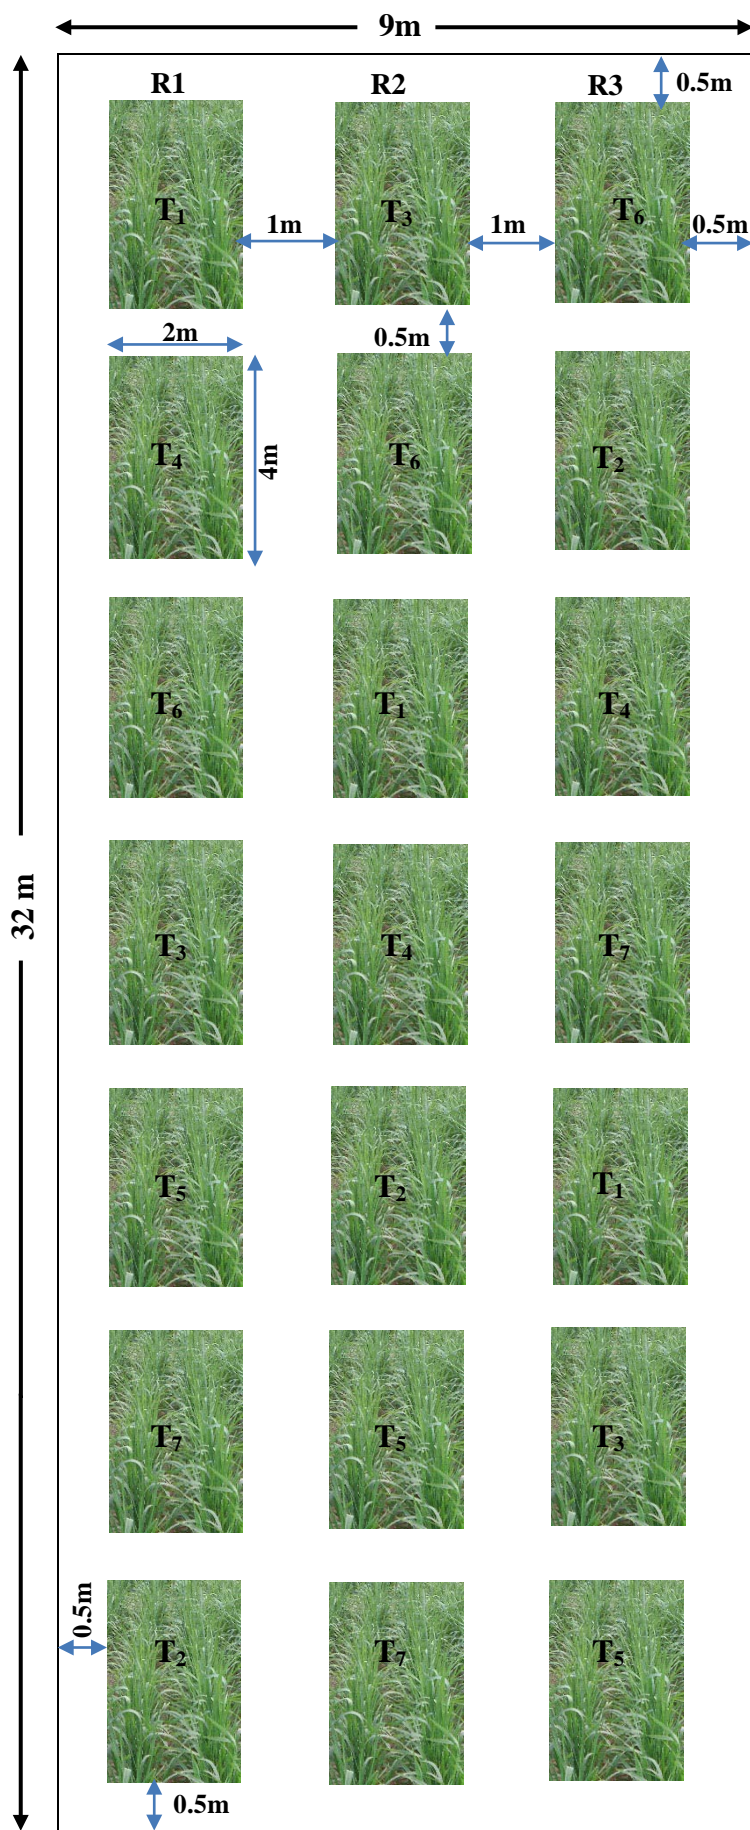 9m
R1 R2 R3 0.5m
T₁ 1m T₃ 1m T₆ 0.5m
2m 0.5m
T₄ 4m T₆ T₂
T₆ T₁ T₄
32 m
T₃ T₄ T₇
T₅ T₂ T₁
T₇ T₅ T₃
0.5m
T₂ T₇ T₅
0.5m